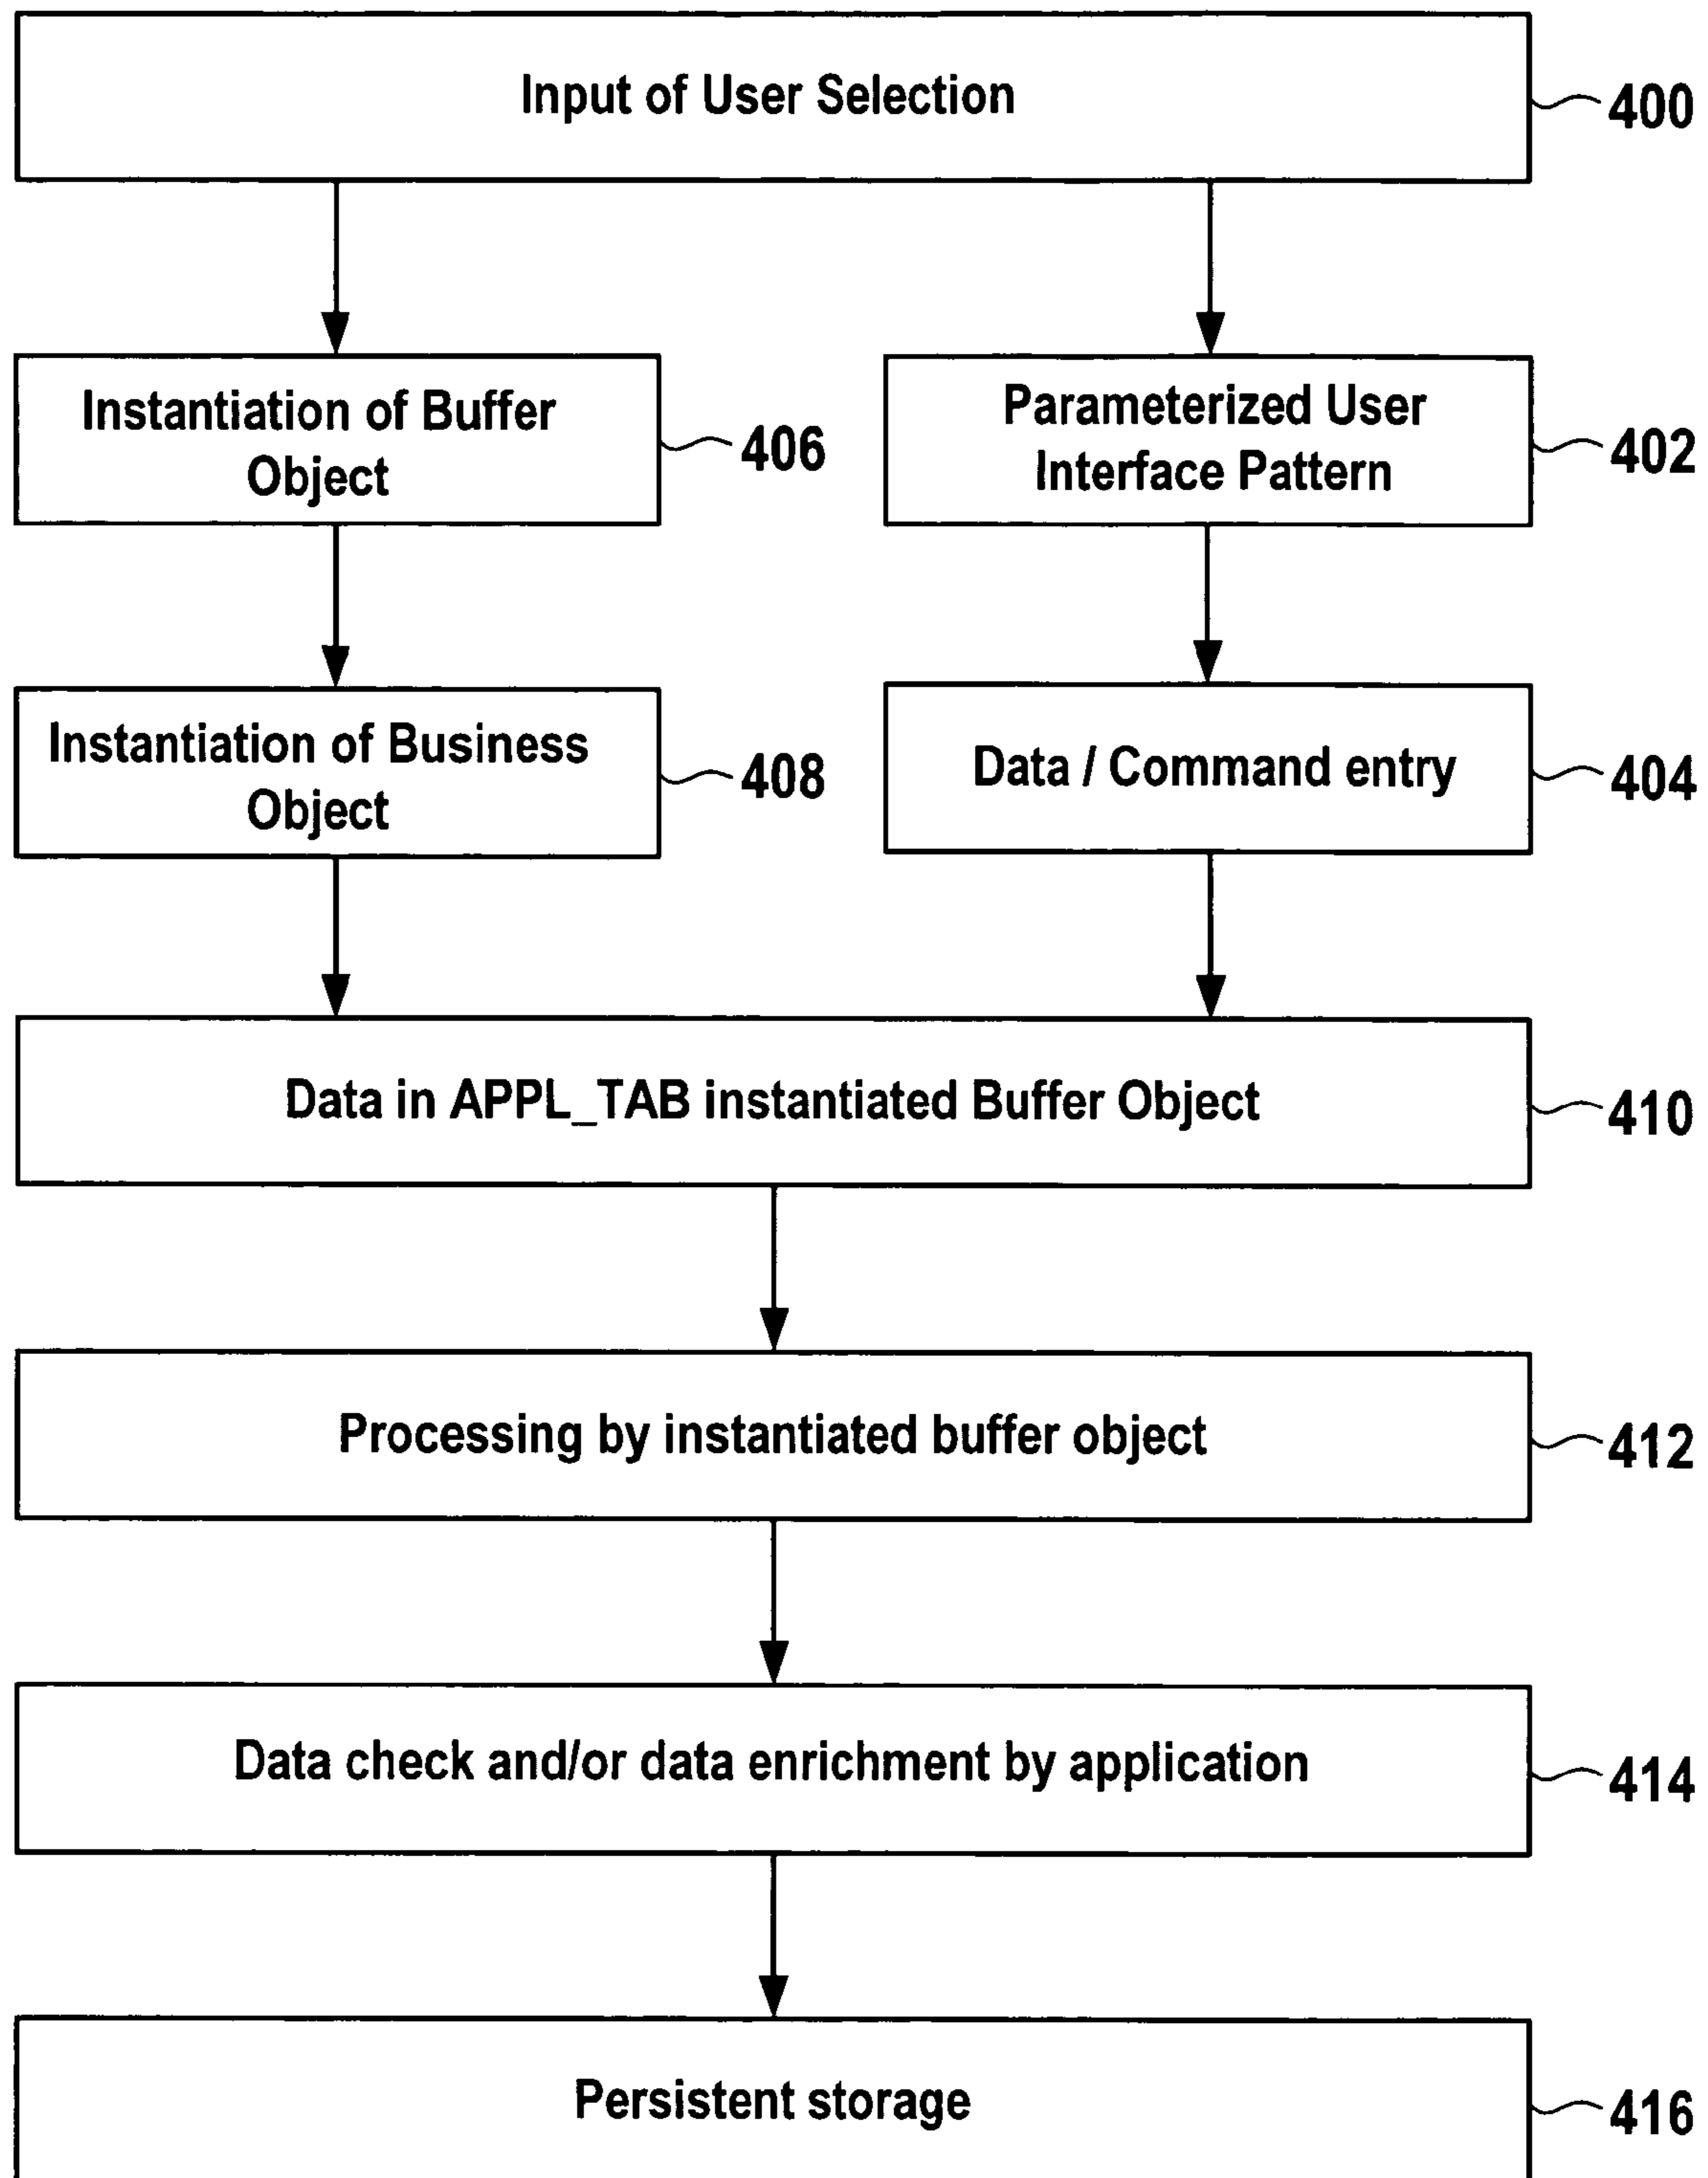 Input of User Selection
400
Instantiation of Buffer
Object
406
Parameterized User
Interface Pattern
402
Instantiation of Business
Object
408
Data / Command entry
404
Data in APPL_TAB instantiated Buffer Object
410
Processing by instantiated buffer object
412
Data check and/or data enrichment by application
414
Persistent storage
416